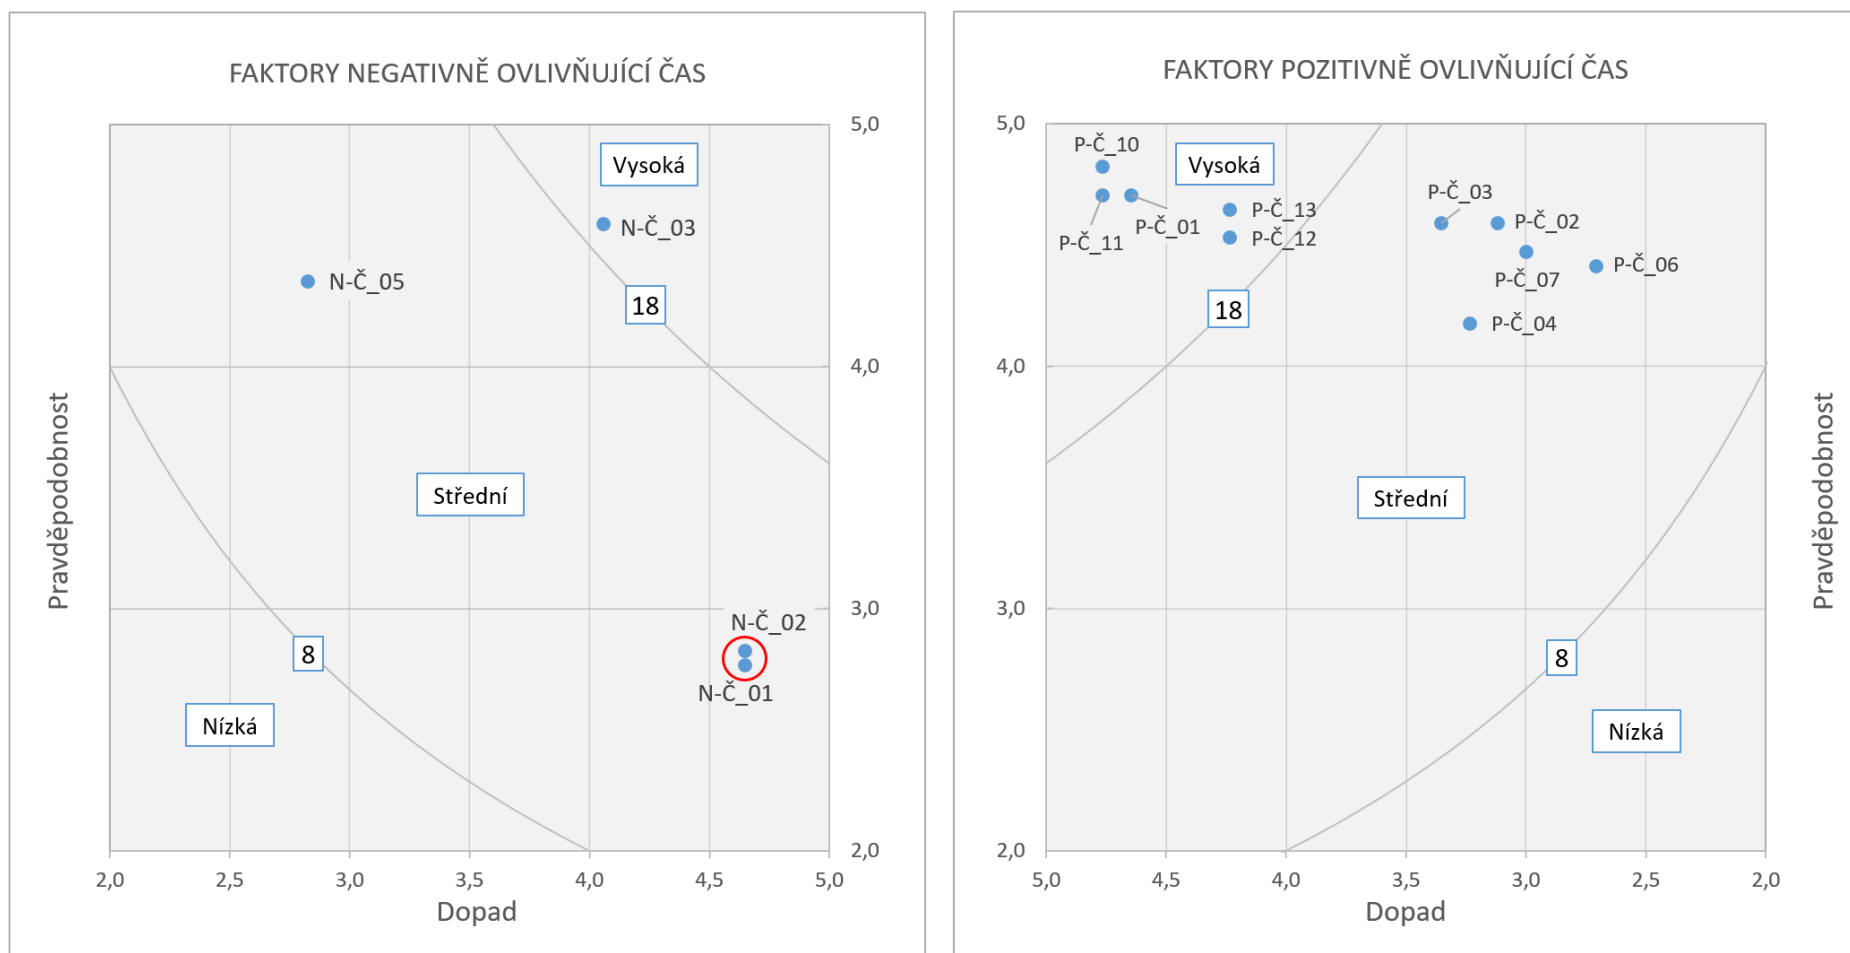 FAKTORY NEGATIVNĚ OVLIVŇUJÍCÍ ČAS
5,0
Vysoká
N-Č_03
N-Č_05
18
4,0
Pravděpodobnost
Střední
3,0
N-Č_02
8
N-Č_01
Nízká
2,0
2,0 2,5 3,0 3,5 4,0 4,5 5,0
Dopad
FAKTORY POZITIVNĚ OVLIVŇUJÍCÍ ČAS
5,0
P-Č_10
Vysoká
P-Č_03
P-Č_13
P-Č_02
P-Č_01
P-Č_12
P-Č_11
P-Č_06
P-Č_07
18
P-Č_04
4,0
Pravděpodobnost
Střední
3,0
8
Nízká
2,0
5,0 4,5 4,0 3,5 3,0 2,5 2,0
Dopad